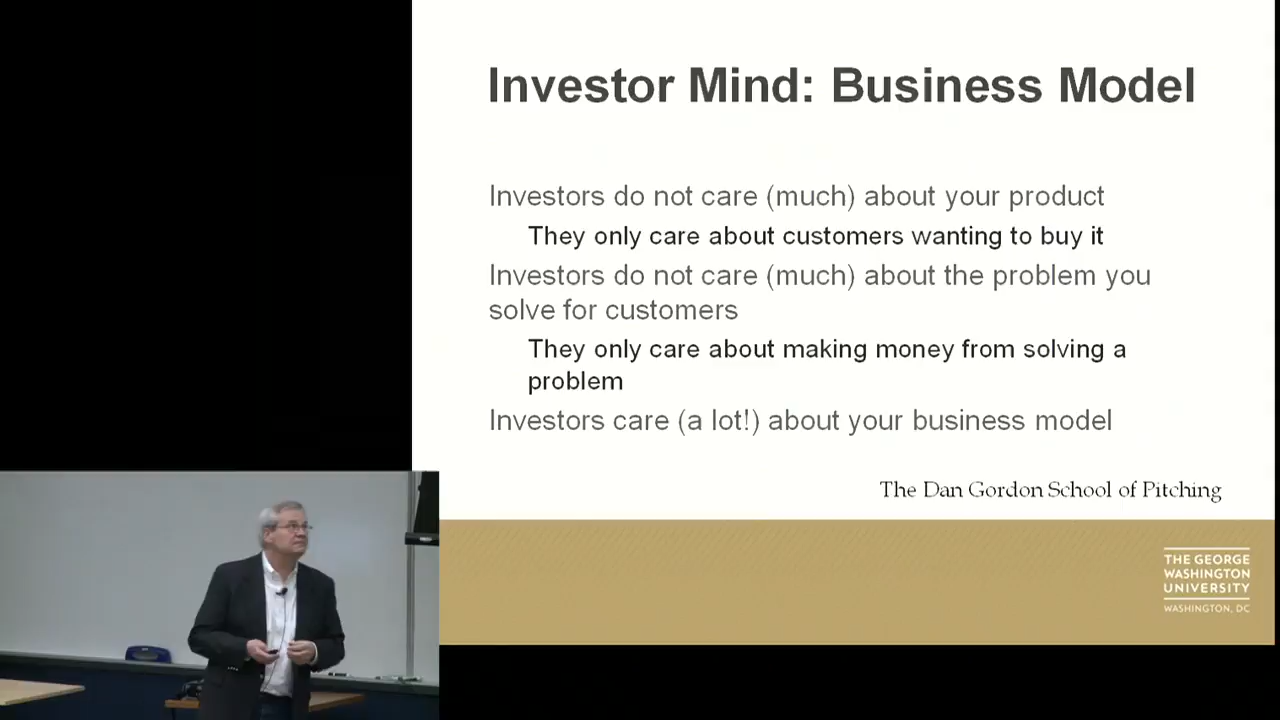 Investor Mind: Business Model
Investors do not care (much) about your product
They only care about customers wanting to buy it
Investors do not care (much) about the problem you
solve for customers
They only care about making money from solving a
problem
Investors care (a lot!) about your business model
The Dan Gordon School of Pitching
THE GEORGE
WASHINGTON
UNIVERSITY
WASHINGTON, DC